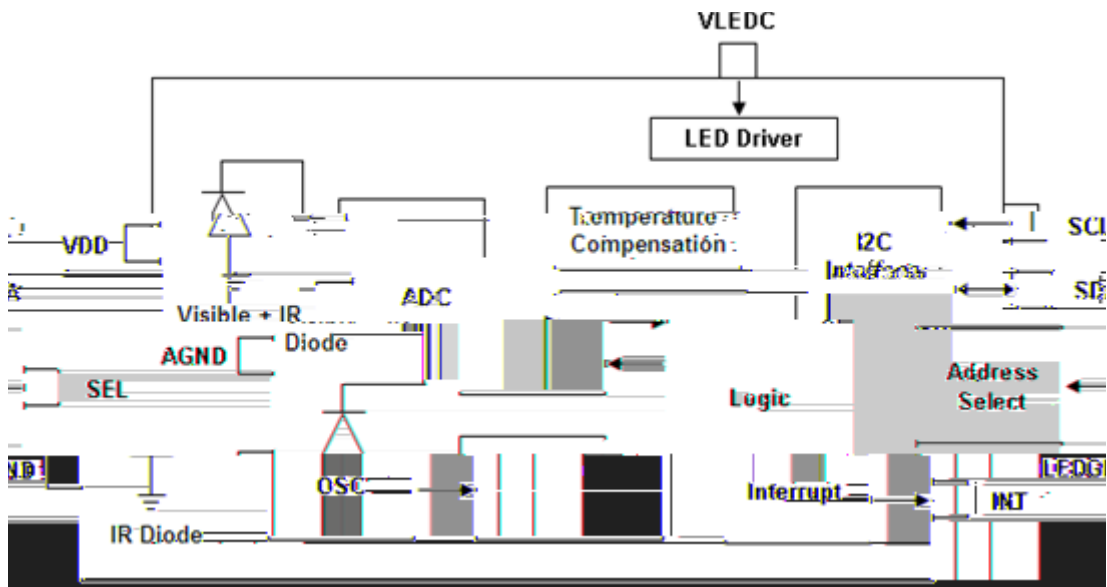 VLEDC
LED Driver
Temperature
Compensation
VDD
I2C
Interface
ADC
Visible + IR
Diode
AGND
SEL
Logic
Address
Select
OSC
Interrupt
INT
IR Diode